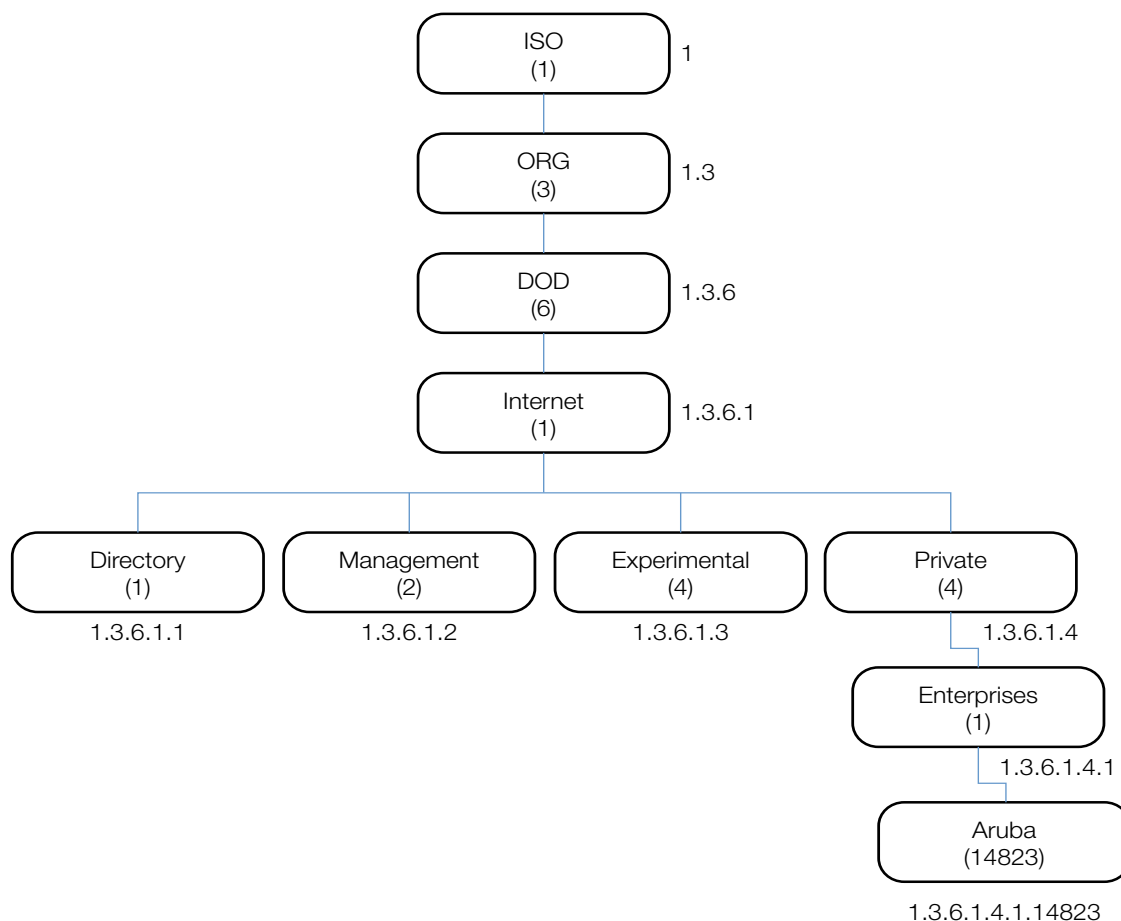 ISO
(1)
1
ORG
(3)
1.3
DOD
(6)
1.3.6
Internet
(1)
1.3.6.1
Directory
(1)
1.3.6.1.1
Management
(2)
1.3.6.1.2
Experimental
(4)
1.3.6.1.3
Private
(4)
1.3.6.1.4
Enterprises
(1)
1.3.6.1.4.1
Aruba
(14823)
1.3.6.1.4.1.14823